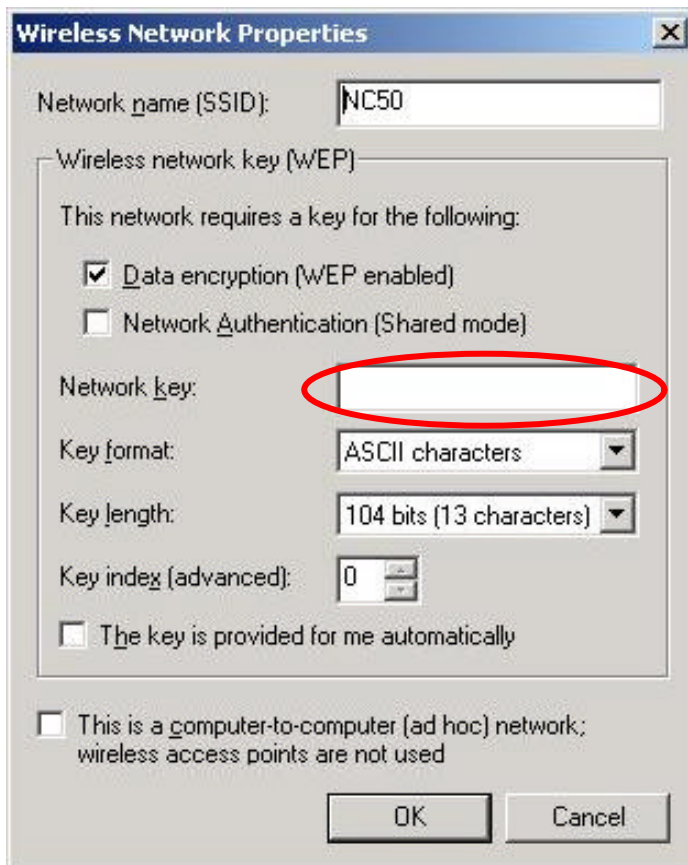 Wireless Network Properties
Network name (SSID): NC50
Wireless network key (WEP)
This network requires a key for the following:
Data encryption (WEP enabled)
Network Authentication (Shared mode)
Network key:
Key format: ASCII characters
Key length: 104 bits (13 characters)
Key index (advanced): 0
The key is provided for me automatically
This is a computer-to-computer (ad hoc) network;
wireless access points are not used
OK Cancel